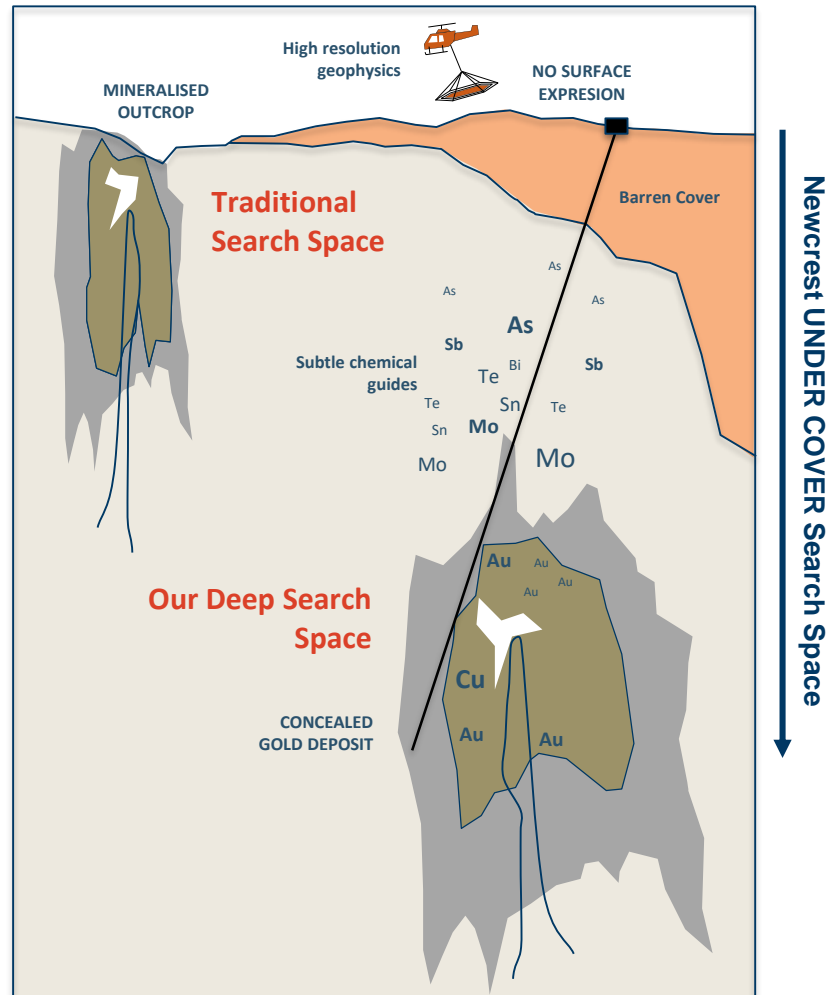 High resolution
geophysics
MINERALISED
OUTCROP
NO SURFACE
EXPRESION
Traditional
Search Space
Barren Cover
As
As
As
As
Sb
Sb
Subtle chemical
guides
Bi
Te
Te
Sn
Te
Sn
Mo
Mo
Mo
Our Deep Search
Space
Au
Au
Au
Au
Cu
CONCEALED
GOLD DEPOSIT
Au
Au
Newcrest UNDER COVER Search Space